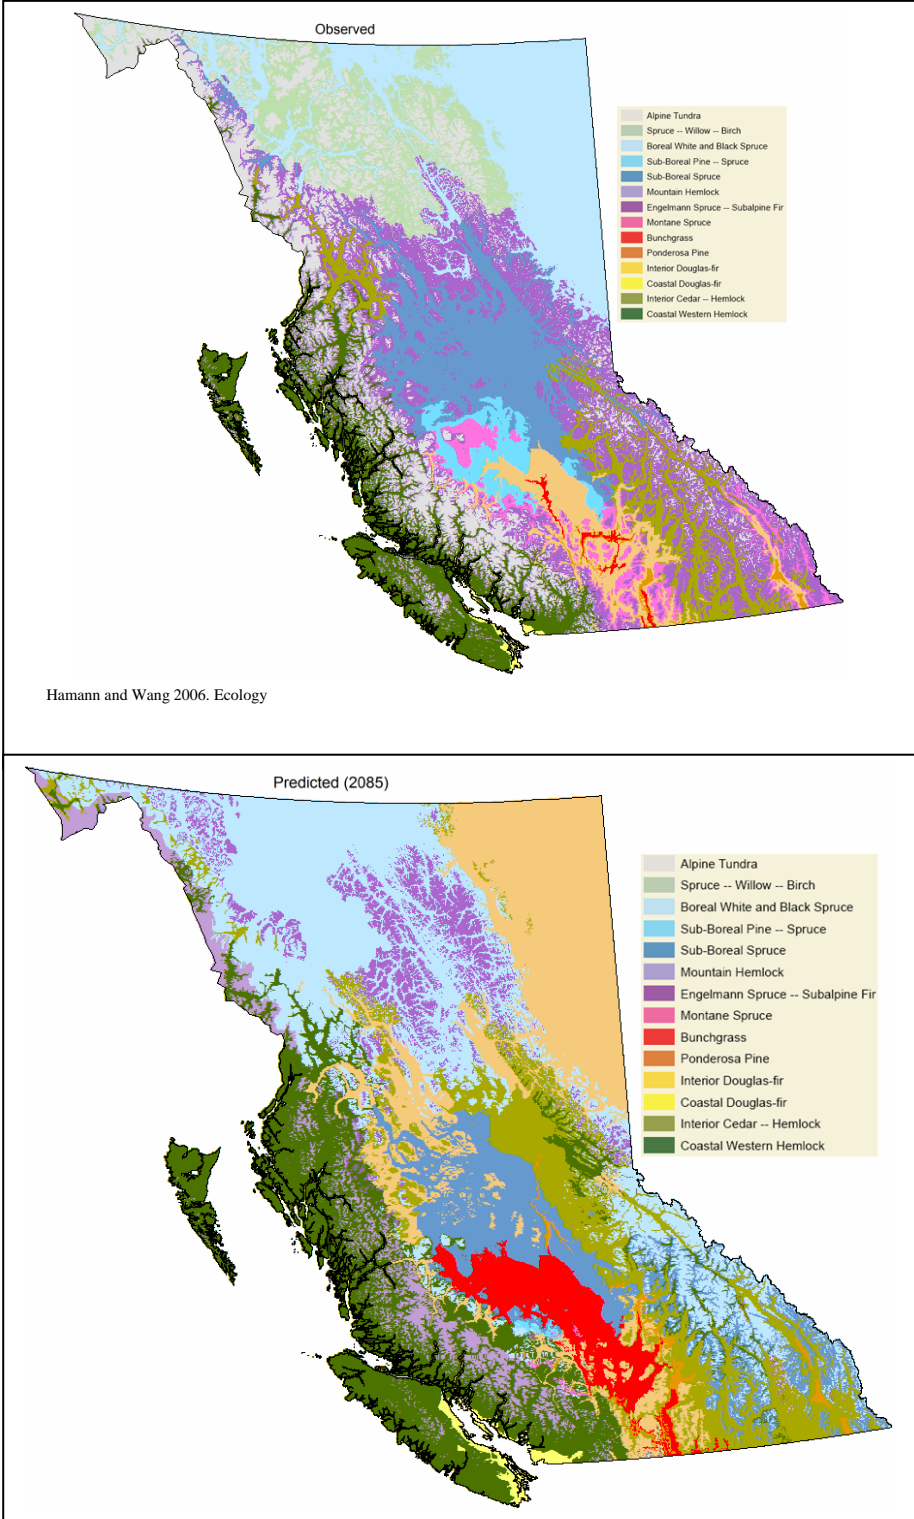 Observed
Alpine Tundra
Spruce -- Willow -- Birch
Boreal White and Black Spruce
Sub-Boreal Pine -- Spruce
Sub-Boreal Spruce
Mountain Hemlock
Engelmann Spruce -- Subalpine Fir
Montane Spruce
Bunchgrass
Ponderosa Pine
Interior Douglas-fir
Coastal Douglas-fir
Interior Cedar -- Hemlock
Coastal Western Hemlock
Hamann and Wang 2006. Ecology
Predicted (2085)
Alpine Tundra
Spruce -- Willow -- Birch
Boreal White and Black Spruce
Sub-Boreal Pine -- Spruce
Sub-Boreal Spruce
Mountain Hemlock
Engelmann Spruce -- Subalpine Fir
Montane Spruce
Bunchgrass
Ponderosa Pine
Interior Douglas-fir
Coastal Douglas-fir
Interior Cedar -- Hemlock
Coastal Western Hemlock